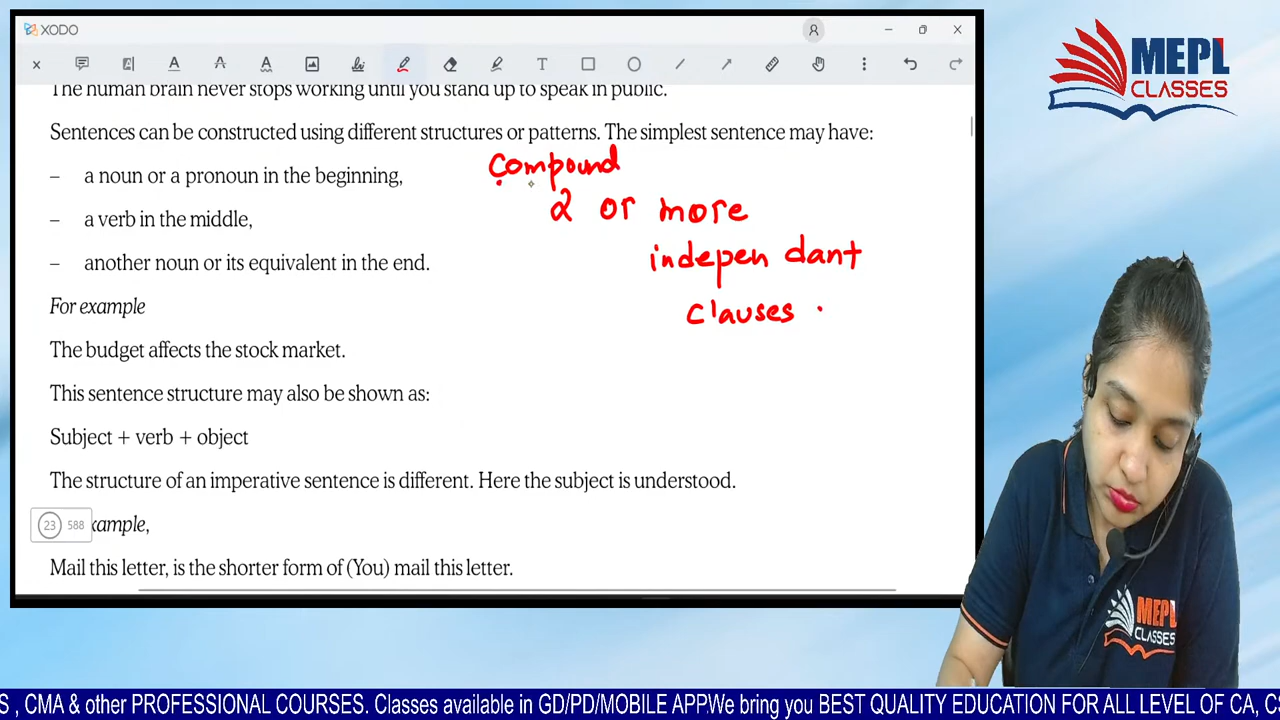 XODO
The human brain never stops working until you stand up to speak in public.
Sentences can be constructed using different structures or patterns. The simplest sentence may have:
compound
– a noun or a pronoun in the beginning,
2 or more
– a verb in the middle,
indepen dant
– another noun or its equivalent in the end.
clauses
For example
The budget affects the stock market.
This sentence structure may also be shown as:
Subject + verb + object
The structure of an imperative sentence is different. Here the subject is understood.
23 588 xample,
Mail this letter, is the shorter form of (You) mail this letter.
MEPL
CLASSES
MEPL
CLASSES
S , CMA & other PROFESSIONAL COURSES. Classes available in GD/PD/MOBILE APP.We bring you BEST QUALITY EDUCATION FOR ALL LEVEL OF CA, CS